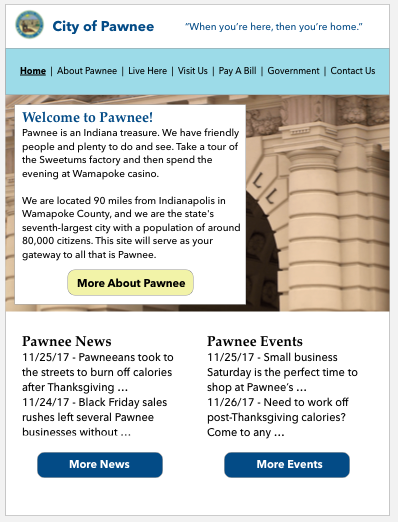 City of Pawnee
“When you’re here, then you’re home.”
Home | About Pawnee | Live Here | Visit Us | Pay A Bill | Government | Contact Us
Welcome to Pawnee!
Pawnee is an Indiana treasure. We have friendly
people and plenty to do and see. Take a tour of
the Sweetums factory and then spend the
evening at Wamapoke casino.
We are located 90 miles from Indianapolis in
Wamapoke County, and we are the state's
seventh-largest city with a population of around
80,000 citizens. This site will serve as your
gateway to all that is Pawnee.
More About Pawnee
Pawnee News
11/25/17 - Pawneeans took to
the streets to burn off calories
after Thanksgiving …
11/24/17 - Black Friday sales
rushes left several Pawnee
businesses without …
More News
Pawnee Events
11/25/17 - Small business
Saturday is the perfect time to
shop at Pawnee’s …
11/26/17 - Need to work off
post-Thanksgiving calories?
Come to any …
More Events